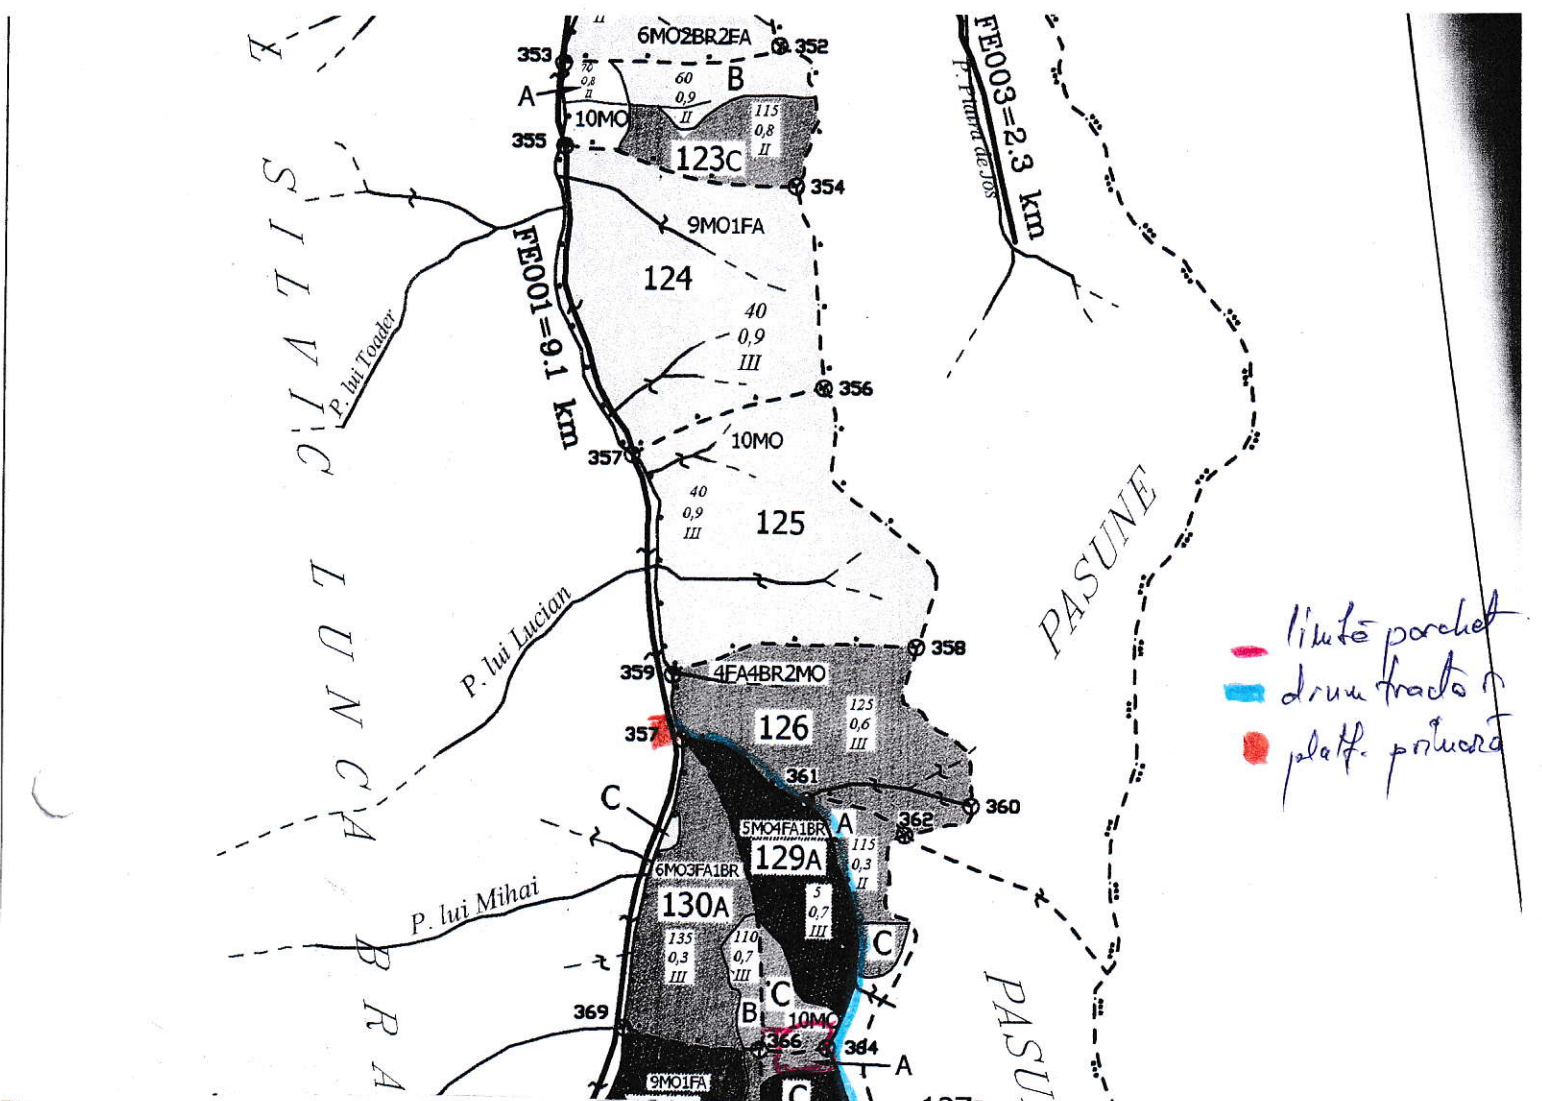 II
6MO2BR2FA
352
353
70
0,8
II
A
60
0,9
II
B
10MO
115
0,8
II
355
123C
354
FE003=2.3 km
P. Piatra de Jos
9MO1FA
124
FE001=9.1 km
40
0,9
III
P. lui Toader
356
357
10MO
40
0,9
III
125
SILVIC LUNCA BRA
PASUNE
P. lui Lucian
358
359
4FA4BR2MO
126
125
0,6
III
357
361
360
362
C
5MO4FA1BR
A
129A
115
0,3
II
6MO3FA1BR
P. lui Mihai
130A
5
0,7
III
135
0,3
III
110
0,7
III
C
C
B
10MO
369
366
364
A
9MO1FA
C
PASU
limită parchet
drum tractor
platf. primară